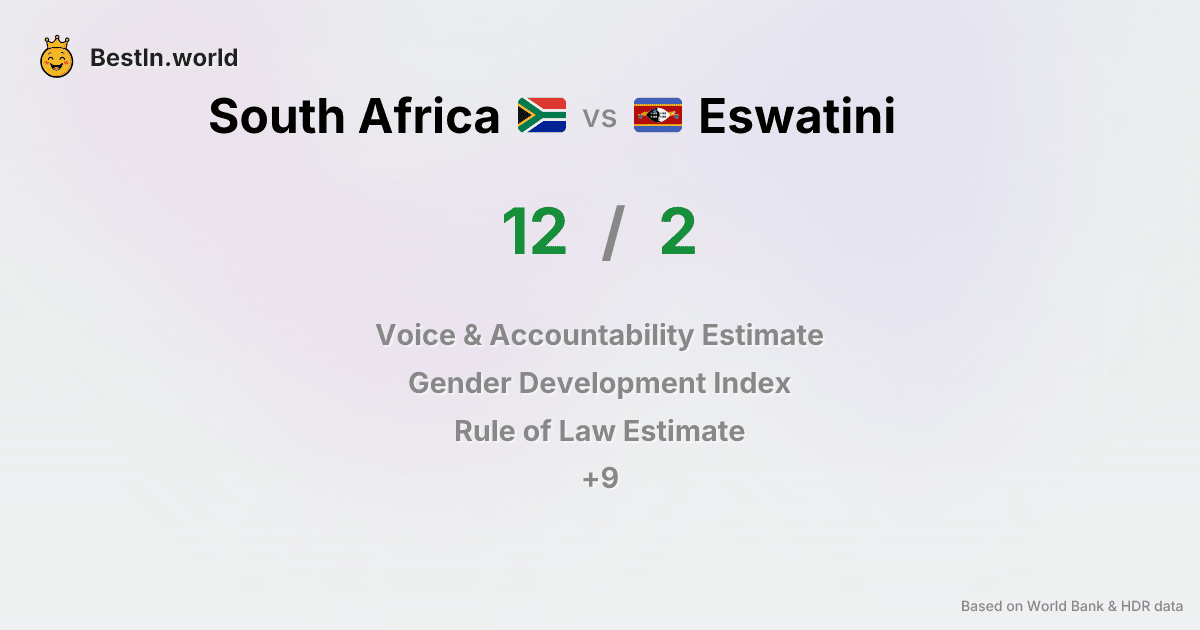 BestIn.world
South Africa vs Eswatini
12 / 2
Voice & Accountability Estimate
Gender Development Index
Rule of Law Estimate
+9
Based on World Bank & HDR data